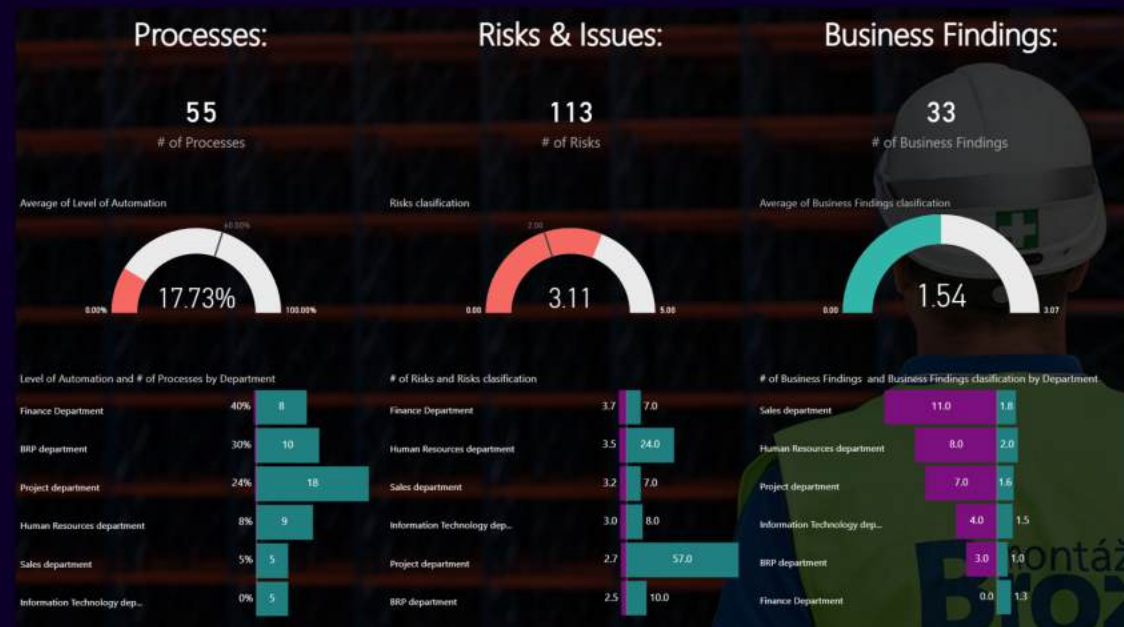 Processes:
Risks & Issues:
Business Findings:
55
# of Processes
113
# of Risks
33
# of Business Findings
Average of Level of Automation
17.73%
0.00%
100.00%
Risks clasification
2.00
3.11
0.00
5.00
Average of Business Findings clasification
1.54
0.00
3.07
Level of Automation and # of Processes by Department
Finance Department 40% 8
BRP department 30% 10
Project department 24% 18
Human Resources department 8% 9
Sales department 5% 5
Information Technology dep... 0% 5
# of Risks and Risks clasification
Finance Department 3.7 7.0
Human Resources department 3.5 24.0
Sales department 3.2 7.0
Information Technology dep... 3.0 8.0
Project department 2.7 57.0
BRP department 2.5 10.0
# of Business Findings and Business Findings clasification by Department
Sales department 11.0 1.8
Human Resources department 8.0 2.0
Project department 7.0 1.6
Information Technology dep... 4.0 1.5
BRP department 3.0 1.0
Finance Department 0.0 1.3
montáž
Broz